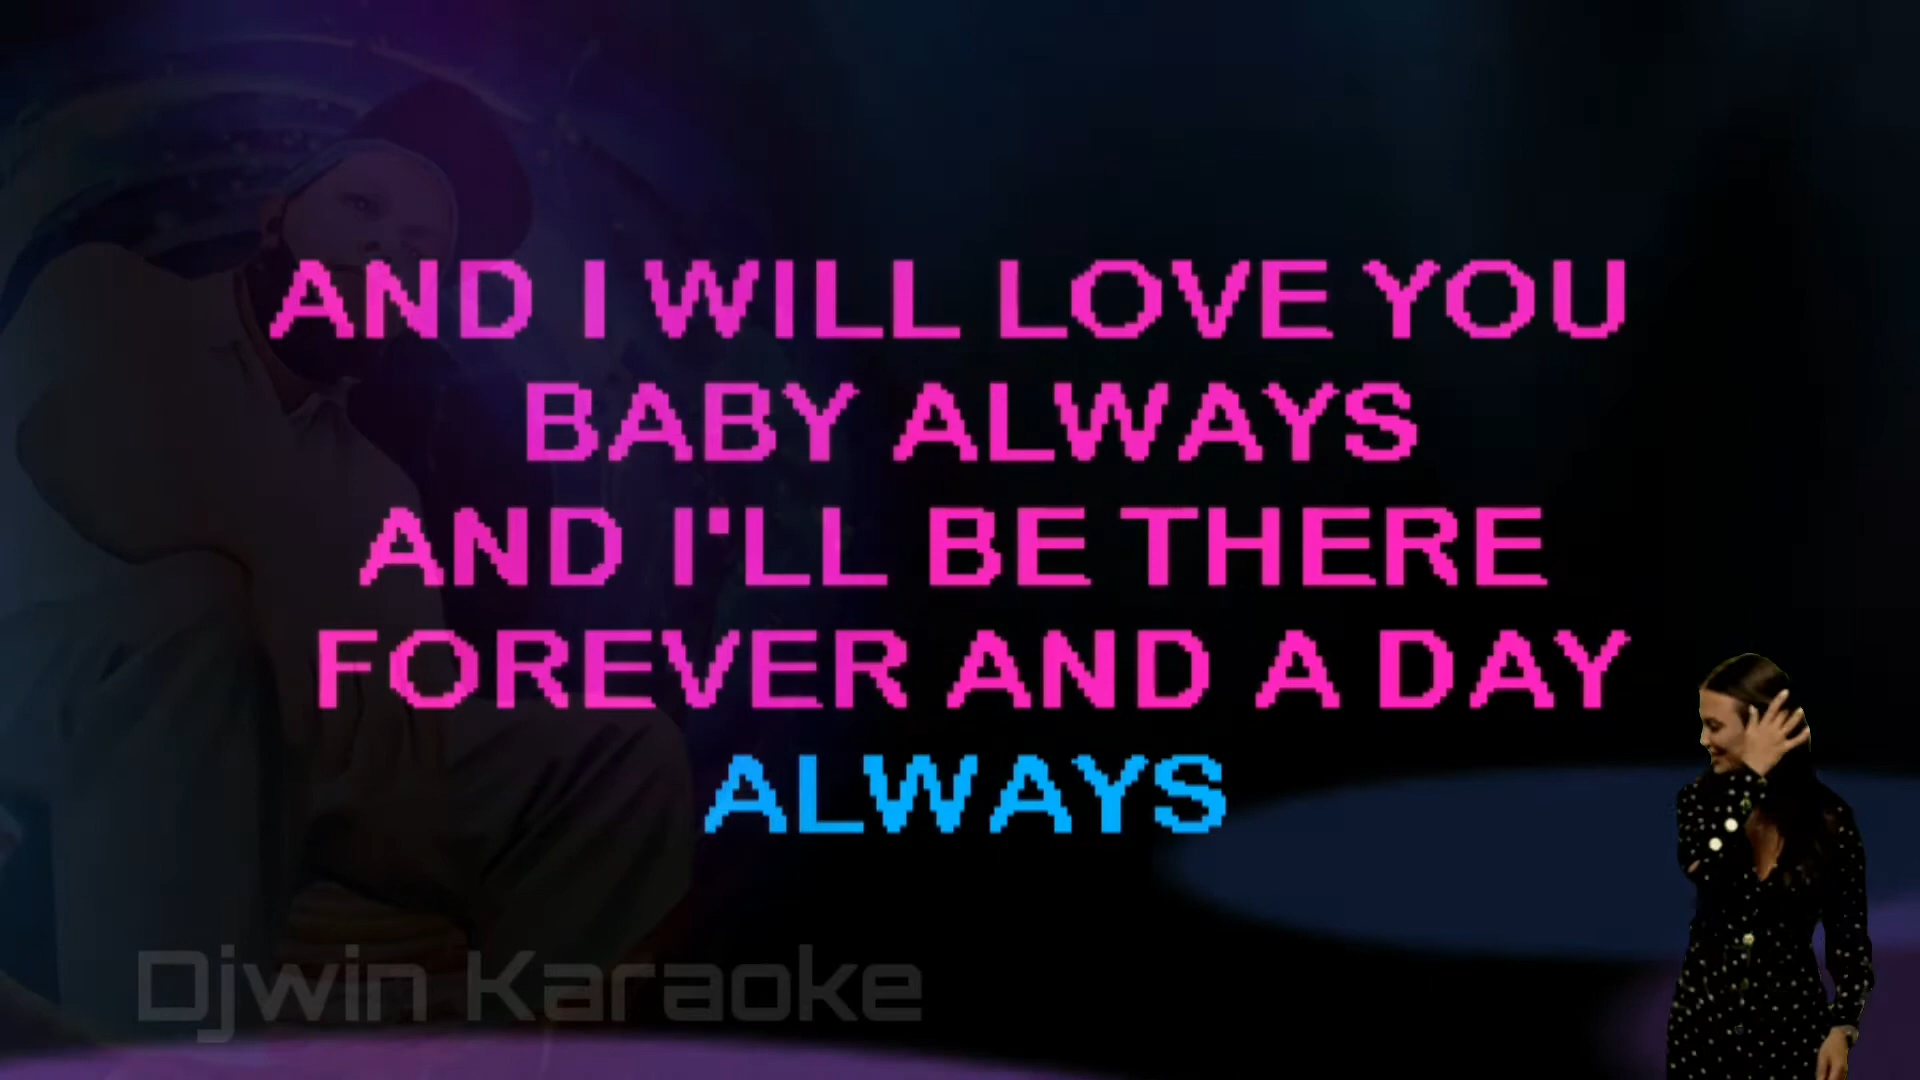 AND I WILL LOVE YOU
BABY ALWAYS
AND I'LL BE THERE
FOREVER AND A DAY
ALWAYS
Djwin Karaoke